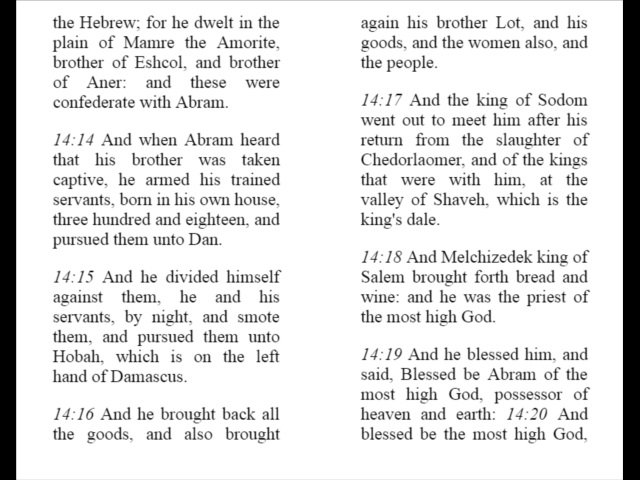 the Hebrew; for he dwelt in the
plain of Mamre the Amorite,
brother of Eshcol, and brother
of Aner: and these were
confederate with Abram.
14:14 And when Abram heard
that his brother was taken
captive, he armed his trained
servants, born in his own house,
three hundred and eighteen, and
pursued them unto Dan.
14:15 And he divided himself
against them, he and his
servants, by night, and smote
them, and pursued them unto
Hobah, which is on the left
hand of Damascus.
14:16 And he brought back all
the goods, and also brought
again his brother Lot, and his
goods, and the women also, and
the people.
14:17 And the king of Sodom
went out to meet him after his
return from the slaughter of
Chedorlaomer, and of the kings
that were with him, at the
valley of Shaveh, which is the
king's dale.
14:18 And Melchizedek king of
Salem brought forth bread and
wine: and he was the priest of
the most high God.
14:19 And he blessed him, and
said, Blessed be Abram of the
most high God, possessor of
heaven and earth: 14:20 And
blessed be the most high God,